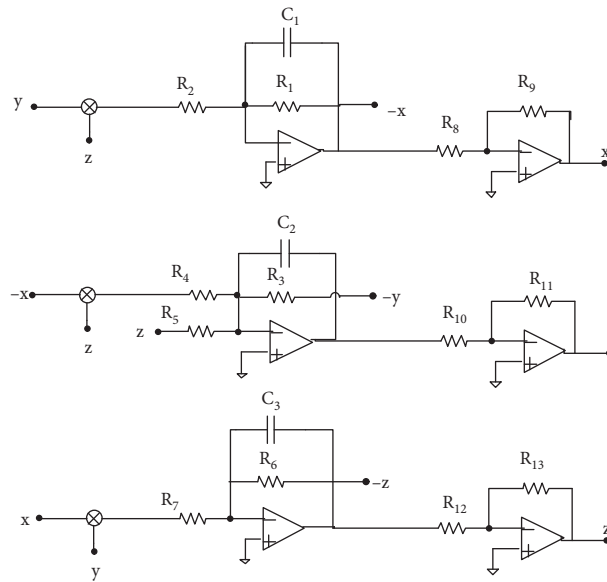 C₁
R₂
R₁
R₉
y
−x
R₈
z
x
C₂
R₄
R₃
R₁₁
−x
−y
R₅
R₁₀
z
z
C₃
R₆
R₇
−z
R₁₃
R₁₂
x
z
y